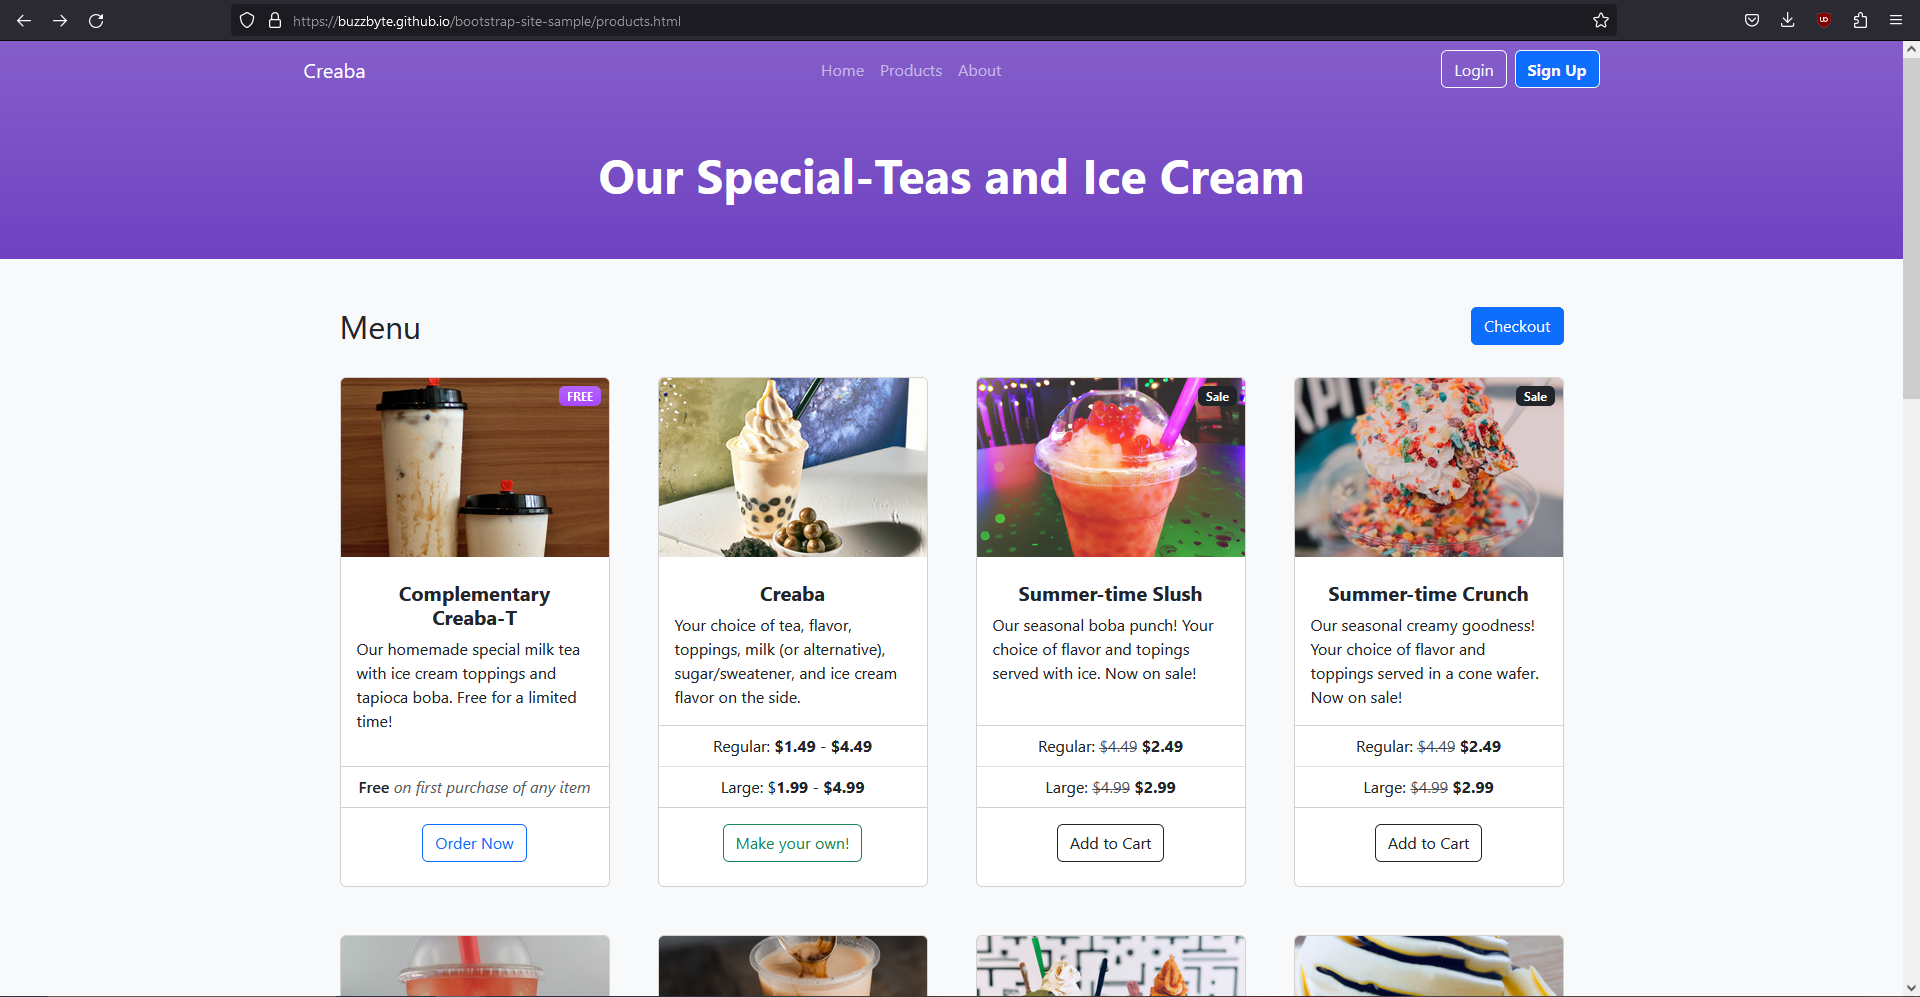 https://buzzbyte.github.io/bootstrap-site-sample/products.html
Creaba
Home Products About
Login Sign Up
Our Special-Teas and Ice Cream
Menu
Checkout
FREE
Complementary
Creaba-T
Our homemade special milk tea
with ice cream toppings and
tapioca boba. Free for a limited
time!
Free on first purchase of any item
Order Now
Creaba
Your choice of tea, flavor,
toppings, milk (or alternative),
sugar/sweatener, and ice cream
flavor on the side.
Regular: $1.49 - $4.49
Large: $1.99 - $4.99
Make your own!
Sale
Summer-time Slush
Our seasonal boba punch! Your
choice of flavor and topings
served with ice. Now on sale!
Regular: $4.49 $2.49
Large: $4.99 $2.99
Add to Cart
Sale
Summer-time Crunch
Our seasonal creamy goodness!
Your choice of flavor and
toppings served in a cone wafer.
Now on sale!
Regular: $4.49 $2.49
Large: $4.99 $2.99
Add to Cart